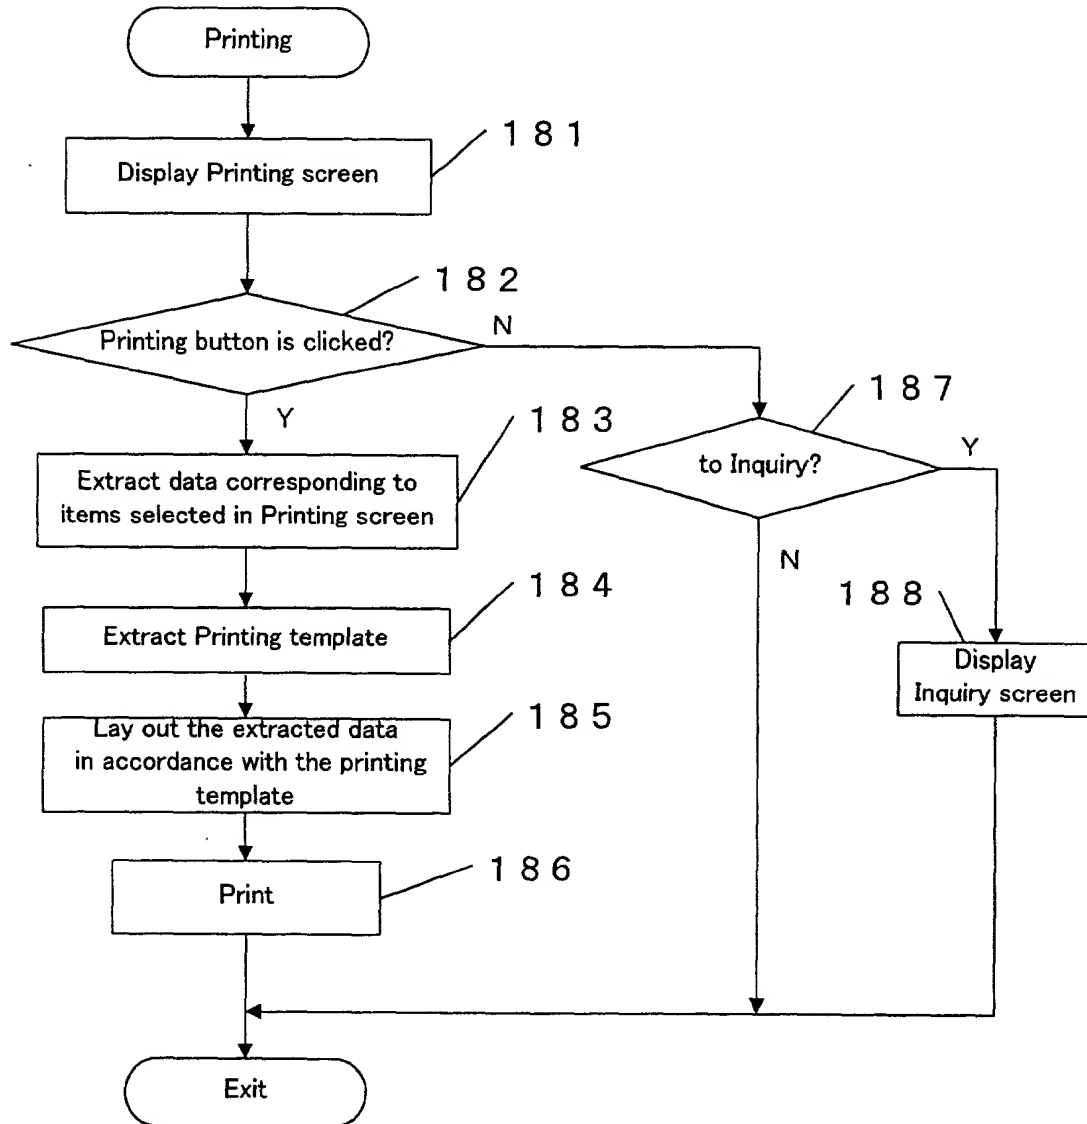 Printing
181
Display Printing screen
182
Printing button is clicked?
N
187
Y
183
to Inquiry?
Y
Extract data corresponding to
items selected in Printing screen
N
184
188
Extract Printing template
Display
Inquiry screen
185
Lay out the extracted data
in accordance with the printing
template
186
Print
Exit